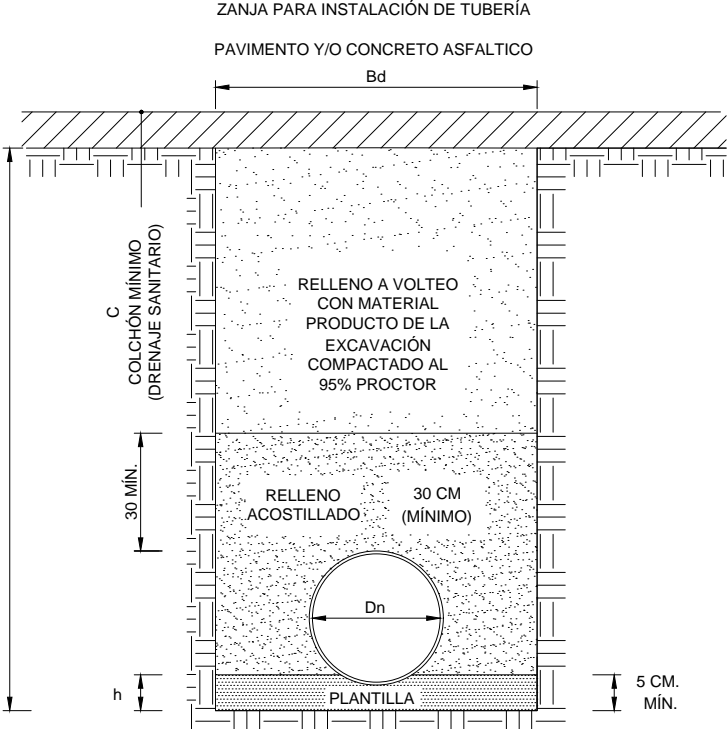 ZANJA PARA INSTALACIÓN DE TUBERÍA
PAVIMENTO Y/O CONCRETO ASFALTICO
Bd
C
COLCHÓN MÍNIMO
(DRENAJE SANITARIO)
RELLENO A VOLTEO
CON MATERIAL
PRODUCTO DE LA
EXCAVACIÓN
COMPACTADO AL
95% PROCTOR
30 MÍN.
RELLENO
ACOSTILLADO
30 CM
(MÍNIMO)
Dn
h
PLANTILLA
5 CM.
MÍN.